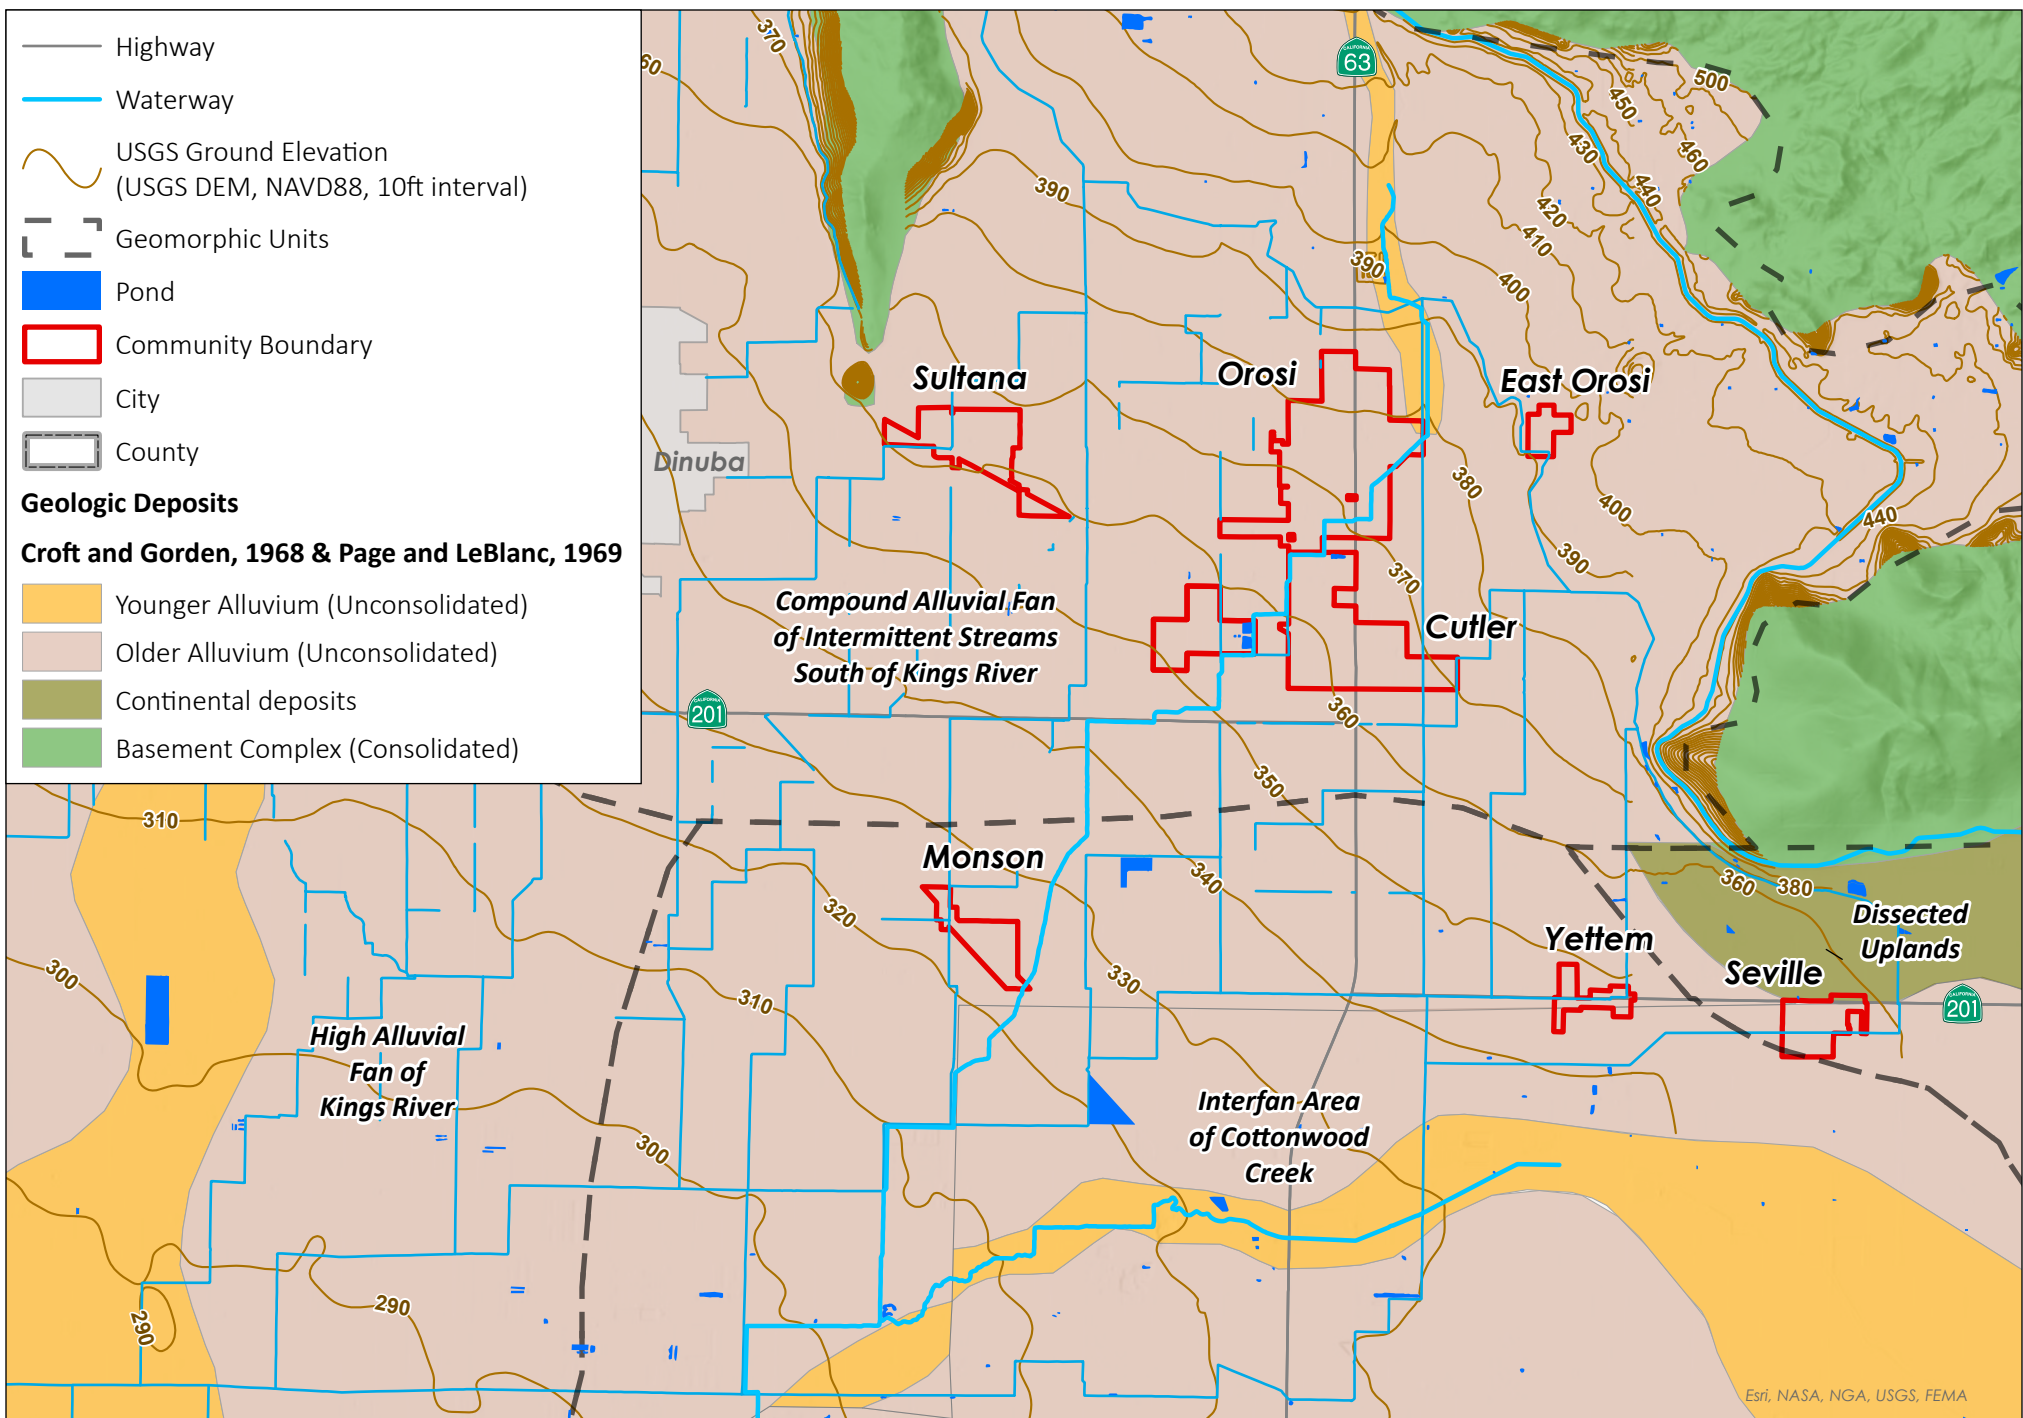 Highway
Waterway
USGS Ground Elevation
(USGS DEM, NAVD88, 10ft interval)
Geomorphic Units
Pond
Community Boundary
City
County
Geologic Deposits
Croft and Gorden, 1968 & Page and LeBlanc, 1969
Younger Alluvium (Unconsolidated)
Older Alluvium (Unconsolidated)
Continental deposits
Basement Complex (Consolidated)
370
60
CALIFORNIA
63
500
450
430
460
440
390
420
410
390
400
Sultana
Orosi
East Orosi
Dinuba
380
400
440
390
370
Compound Alluvial Fan
of Intermittent Streams
South of Kings River
Cutler
CALIFORNIA
201
360
350
310
Monson
340
360
380
320
Dissected
Uplands
Yettem
Seville
300
330
310
CALIFORNIA
201
High Alluvial
Fan of
Kings River
Interfan Area
of Cottonwood
Creek
300
290
290
Esri, NASA, NGA, USGS, FEMA